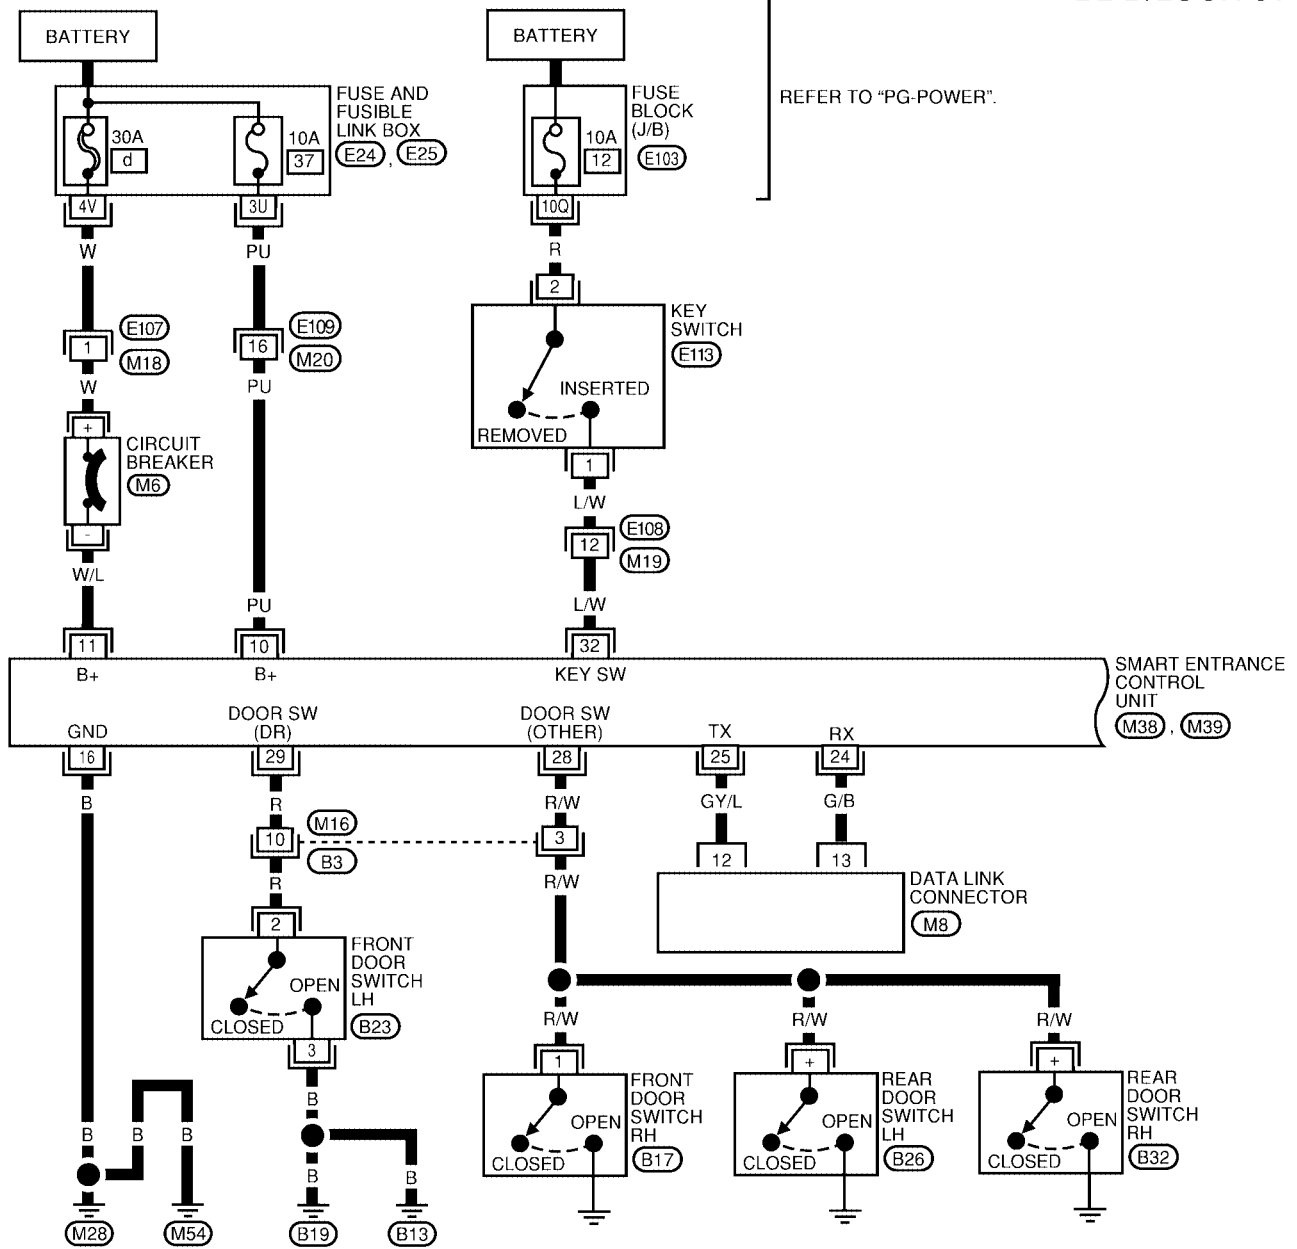 BATTERY
BATTERY
REFER TO “PG-POWER”.
FUSE AND
FUSIBLE
LINK BOX
E24 , E25
30A
d
10A
37
FUSE
BLOCK
(J/B)
E103
10A
12
4V
3U
10Q
W
PU
R
2
KEY
SWITCH
E113
INSERTED
REMOVED
1
E107
M18
16
E109
M20
W
PU
+
CIRCUIT
BREAKER
M6
-
1
L/W
12
E108
M19
W/L
PU
L/W
11
10
32
B+
B+
KEY SW
SMART ENTRANCE
CONTROL
UNIT
M38 , M39
GND
DOOR SW
(DR)
DOOR SW
(OTHER)
TX
RX
16
29
28
25
24
B
R
R/W
GY/L
G/B
10
M16
B3
3
12
13
R
R/W
DATA LINK
CONNECTOR
M8
2
FRONT
DOOR
SWITCH
LH
B23
OPEN
CLOSED
3
R/W
R/W
R/W
1
+
+
FRONT
DOOR
SWITCH
RH
B17
OPEN
CLOSED
REAR
DOOR
SWITCH
LH
B26
OPEN
CLOSED
REAR
DOOR
SWITCH
RH
B32
OPEN
CLOSED
B
B
B
B
B
B
M28
M54
B19
B13